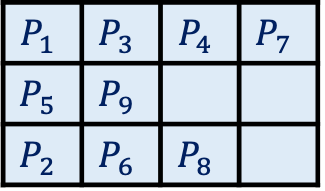 P₁ P₃ P₄ P₇
P₅ P₉
P₂ P₆ P₈